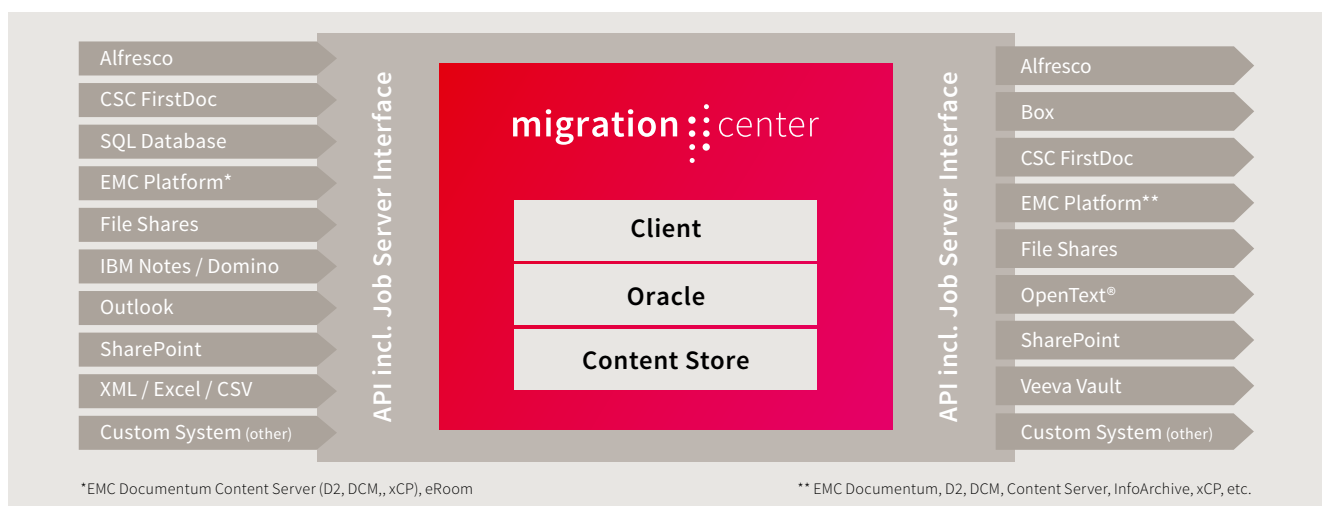 Alfresco
CSC FirstDoc
SQL Database
EMC Platform*
File Shares
IBM Notes / Domino
Outlook
SharePoint
XML / Excel / CSV
Custom System (other)
API incl. Job Server Interface
migration center
Client
Oracle
Content Store
API incl. Job Server Interface
Alfresco
Box
CSC FirstDoc
EMC Platform**
File Shares
OpenText®
SharePoint
Veeva Vault
Custom System (other)
*EMC Documentum Content Server (D2, DCM,, xCP), eRoom
** EMC Documentum, D2, DCM, Content Server, InfoArchive, xCP, etc.